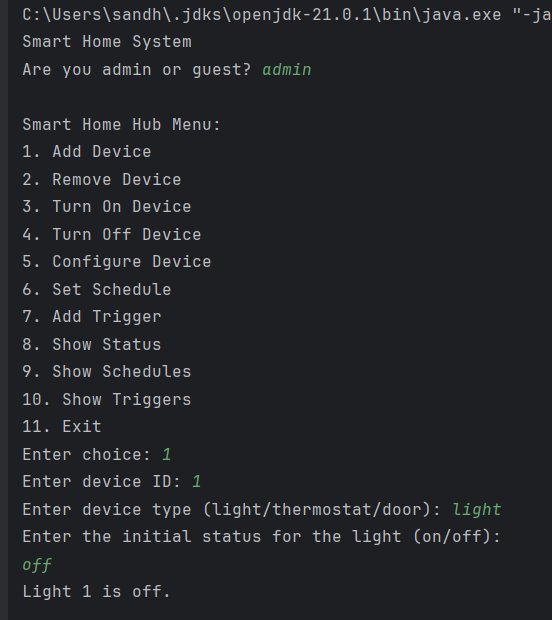 C:\Users\sandh\.jdks\openjdk-21.0.1\bin\java.exe "-ja
Smart Home System
Are you admin or guest? admin
Smart Home Hub Menu:
1. Add Device
2. Remove Device
3. Turn On Device
4. Turn Off Device
5. Configure Device
6. Set Schedule
7. Add Trigger
8. Show Status
9. Show Schedules
10. Show Triggers
11. Exit
Enter choice: 1
Enter device ID: 1
Enter device type (light/thermostat/door): light
Enter the initial status for the light (on/off):
off
Light 1 is off.